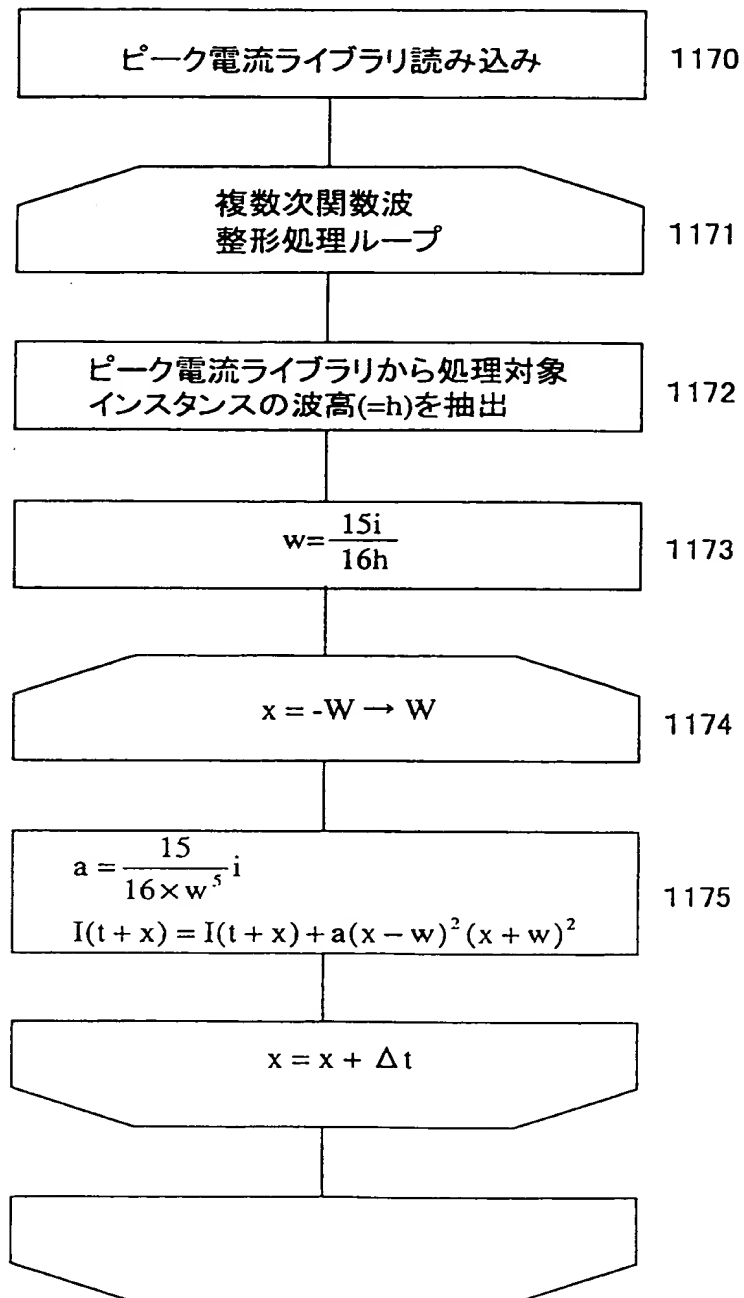 ピーク電流ライブラリ読み込み 1170
複数次関数波
整形処理ループ 1171
ピーク電流ライブラリから処理対象
インスタンスの波高(=h)を抽出 1172
w=15i/16h 1173
x = -W → W 1174
a = 15/(16×w⁵) i
I(t + x) = I(t + x) + a(x − w)²(x + w)² 1175
x = x + Δt